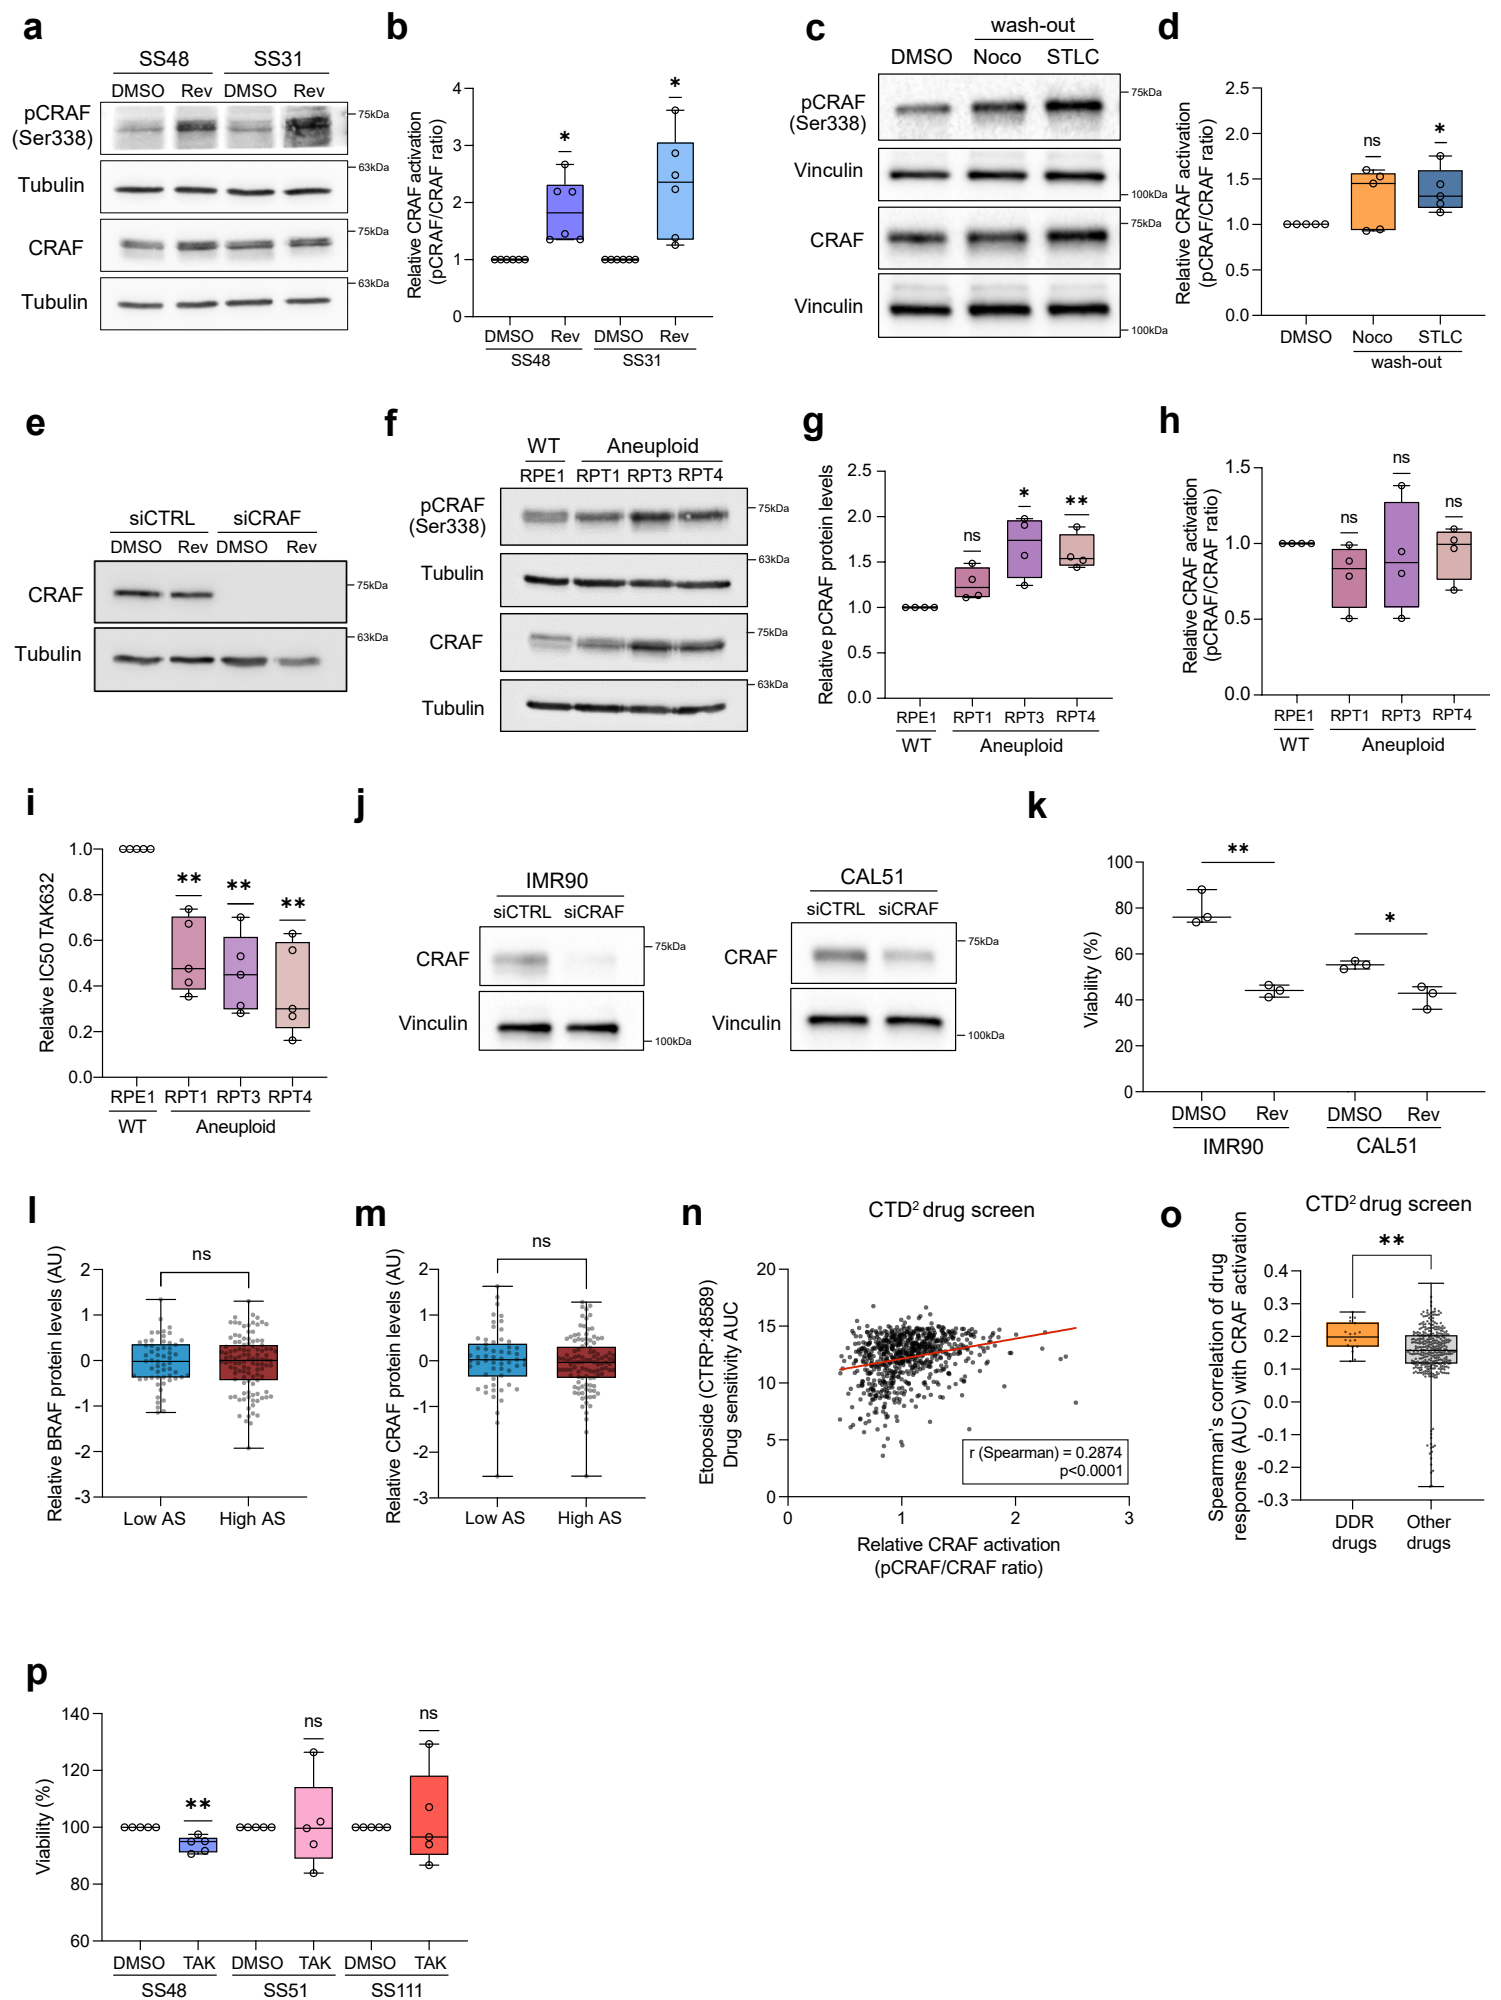 a
SS48 SS31
DMSO Rev DMSO Rev
pCRAF
(Ser338)
75kDa
Tubulin
63kDa
CRAF
75kDa
Tubulin
63kDa
b
Relative CRAF activation
(pCRAF/CRAF ratio)
4
3
2
1
0
* *
DMSO Rev DMSO Rev
SS48 SS31
c
wash-out
DMSO Noco STLC
pCRAF
(Ser338)
75kDa
Vinculin
100kDa
CRAF
75kDa
Vinculin
100kDa
d
Relative CRAF activation
(pCRAF/CRAF ratio)
2.5
2.0
1.5
1.0
0.5
0.0
ns *
DMSO Noco STLC
wash-out
e
siCTRL siCRAF
DMSO Rev DMSO Rev
CRAF
75kDa
Tubulin
63kDa
f
WT Aneuploid
RPE1 RPT1 RPT3 RPT4
pCRAF
(Ser338)
75kDa
Tubulin
63kDa
CRAF
75kDa
Tubulin
63kDa
g
Relative pCRAF protein levels
2.5
2.0
1.5
1.0
0.5
0.0
ns * **
RPE1 RPT1 RPT3 RPT4
WT Aneuploid
h
Relative CRAF activation
(pCRAF/CRAF ratio)
1.5
1.0
0.5
0.0
ns ns ns
RPE1 RPT1 RPT3 RPT4
WT Aneuploid
i
Relative IC50 TAK632
1.0
0.8
0.6
0.4
0.2
0.0
** ** **
RPE1 RPT1 RPT3 RPT4
WT Aneuploid
j
IMR90
siCTRL siCRAF
CRAF
75kDa
Vinculin
100kDa
CAL51
siCTRL siCRAF
CRAF
75kDa
Vinculin
100kDa
k
Viability (%)
100
80
60
40
20
0
** *
DMSO Rev DMSO Rev
IMR90 CAL51
l
Relative BRAF protein levels (AU)
2
1
0
-1
-2
-3
ns
Low AS High AS
m
Relative CRAF protein levels (AU)
2
1
0
-1
-2
-3
ns
Low AS High AS
n
CTD² drug screen
Etoposide (CTRP:48589)
Drug sensitivity AUC
20
15
10
5
0
r (Spearman) = 0.2874
p<0.0001
0 1 2 3
Relative CRAF activation
(pCRAF/CRAF ratio)
o
CTD² drug screen
Spearman's correlation of drug
response (AUC) with CRAF activation
0.4
0.3
0.2
0.1
0.0
-0.1
-0.2
-0.3
**
DDR Other
drugs drugs
p
Viability (%)
140
120
100
80
60
** ns ns
DMSO TAK DMSO TAK DMSO TAK
SS48 SS51 SS111